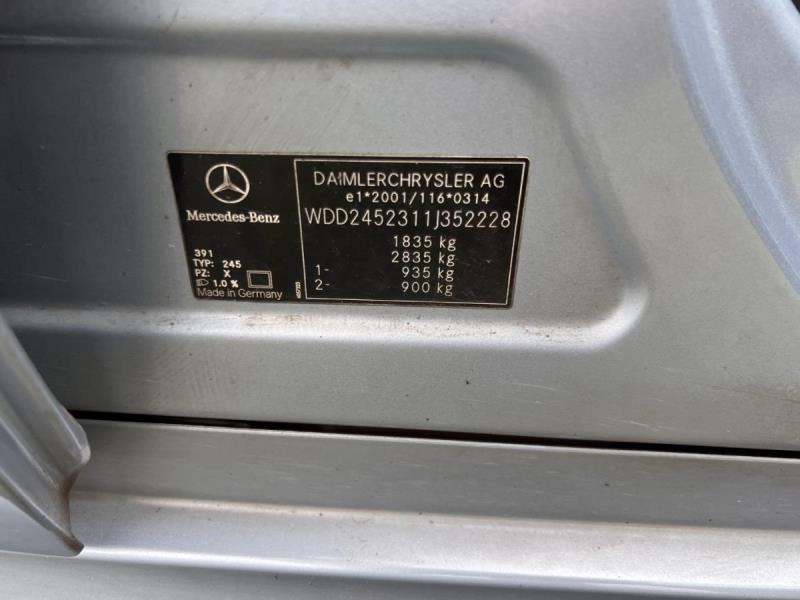 Mercedes-Benz
391
TYP: 245
PZ: X
1.0 %
Made in Germany
DAIMLERCHRYSLER AG
e1*2001/116*0314
WDD2452311J352228
1835 kg
2835 kg
1- 935 kg
2- 900 kg